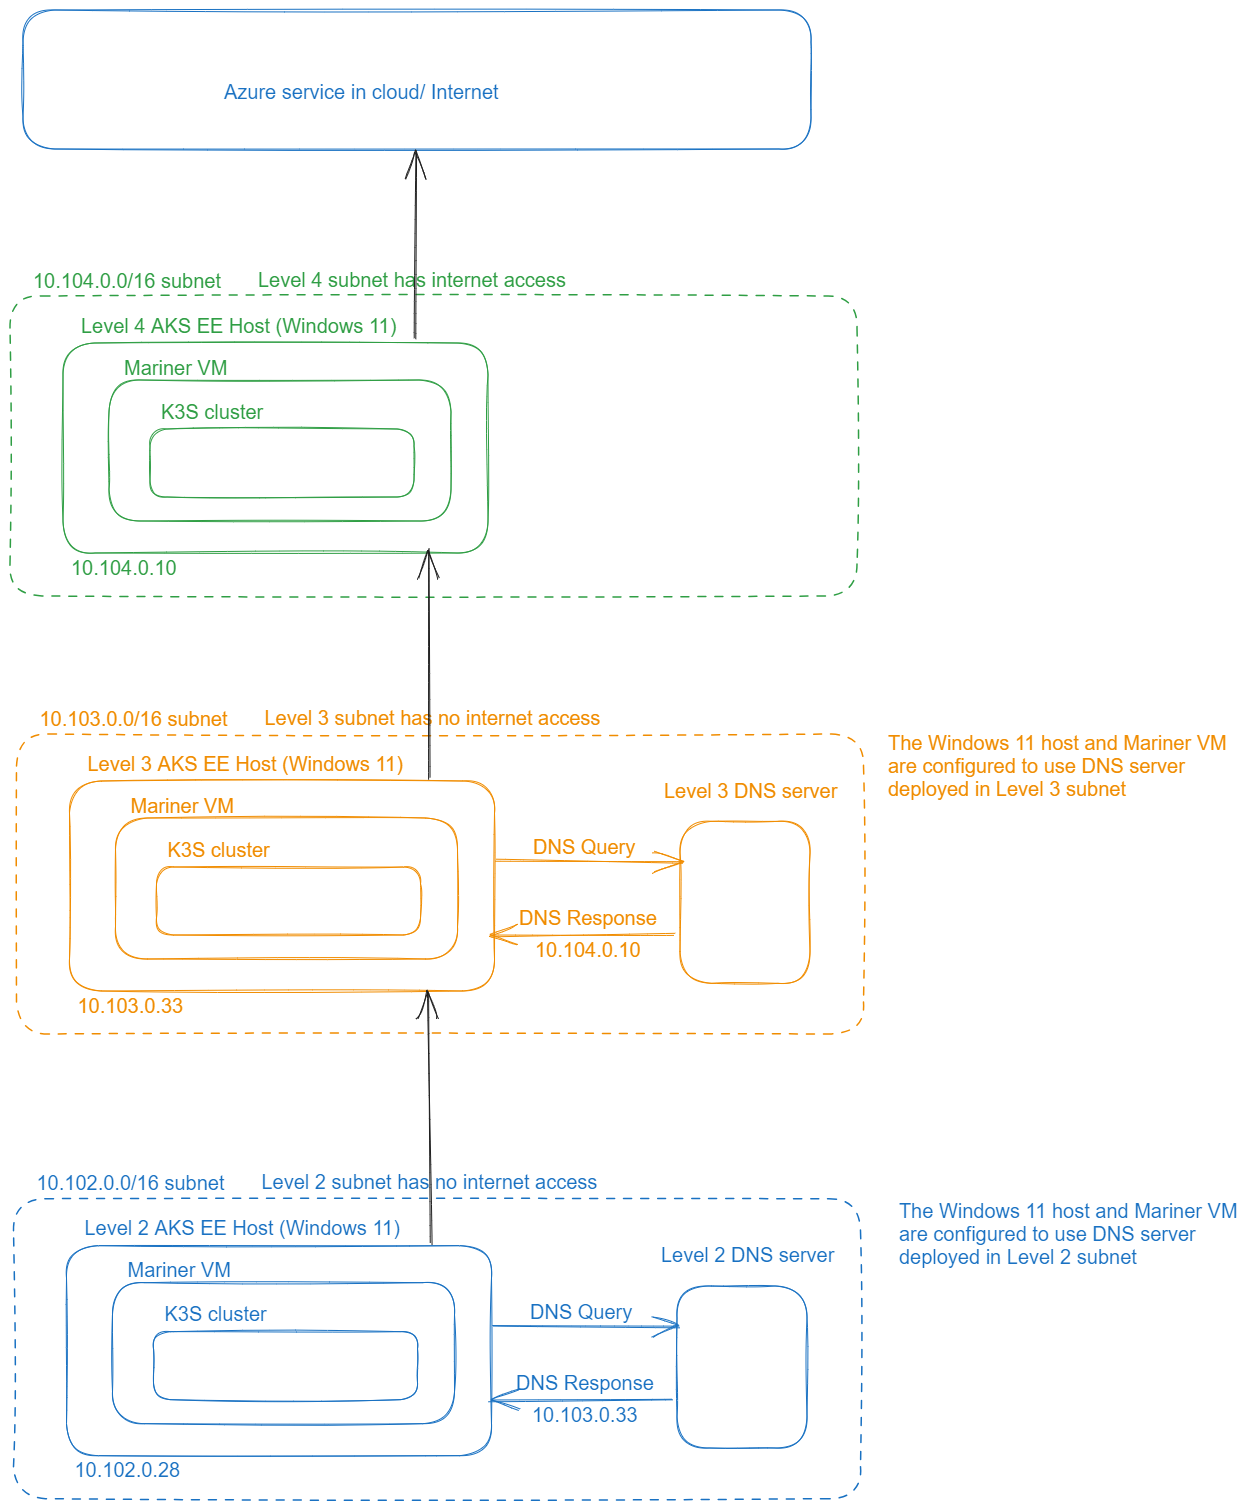 Azure service in cloud/ Internet
10.104.0.0/16 subnet
Level 4 subnet has internet access
Level 4 AKS EE Host (Windows 11)
Mariner VM
K3S cluster
10.104.0.10
10.103.0.0/16 subnet
Level 3 subnet has no internet access
The Windows 11 host and Mariner VM
are configured to use DNS server
deployed in Level 3 subnet
Level 3 AKS EE Host (Windows 11)
Level 3 DNS server
Mariner VM
K3S cluster
DNS Query
DNS Response
10.104.0.10
10.103.0.33
10.102.0.0/16 subnet
Level 2 subnet has no internet access
The Windows 11 host and Mariner VM
are configured to use DNS server
deployed in Level 2 subnet
Level 2 AKS EE Host (Windows 11)
Level 2 DNS server
Mariner VM
K3S cluster
DNS Query
DNS Response
10.103.0.33
10.102.0.28